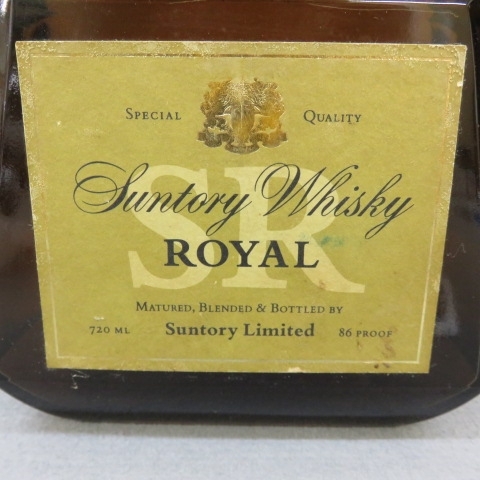 SPECIAL QUALITY
SR
Suntory Whisky
ROYAL
MATURED, BLENDED & BOTTLED BY
720 ML Suntory Limited 86 PROOF